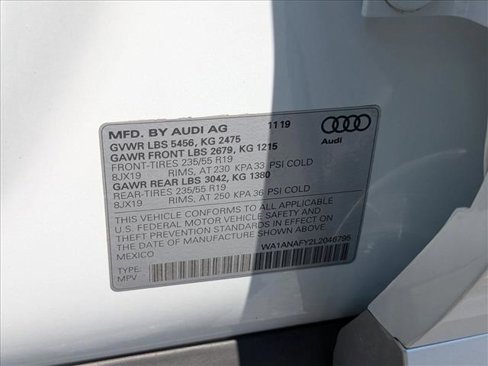 MFD. BY AUDI AG 11 19
GVWR LBS 5456, KG 2475
GAWR FRONT LBS 2679, KG 1215
FRONT-TIRES 235/55 R19
8JX19 RIMS, AT 230 KPA 33 PSI COLD
GAWR REAR LBS 3042, KG 1380
REAR-TIRES 235/55 R19
8JX19 RIMS, AT 250 KPA 36 PSI COLD
Audi
THIS VEHICLE CONFORMS TO ALL APPLICABLE
U.S. FEDERAL MOTOR VEHICLE SAFETY AND
THEFT PREVENTION STANDARDS IN EFFECT ON
THE DATE OF MANUFACTURE SHOWN ABOVE.
MEXICO
WA1ANAFY2L2046795
TYPE:
MPV